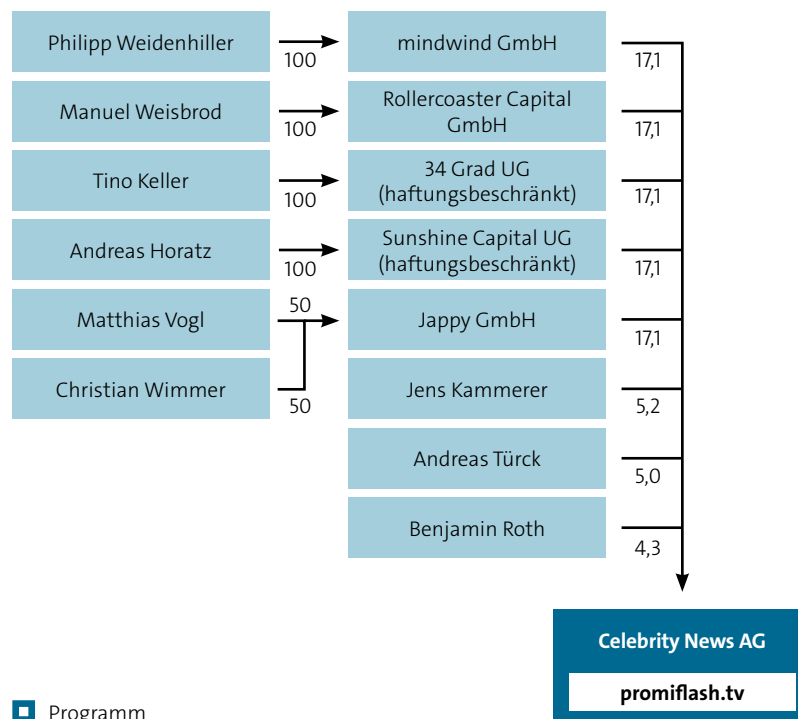 Philipp Weidenhiller
100
mindwind GmbH
17,1
Manuel Weisbrod
100
Rollercoaster Capital
GmbH
17,1
Tino Keller
100
34 Grad UG
(haftungsbeschränkt)
17,1
Andreas Horatz
100
Sunshine Capital UG
(haftungsbeschränkt)
17,1
Matthias Vogl
50
Jappy GmbH
17,1
Christian Wimmer
50
Jens Kammerer
5,2
Andreas Türck
5,0
Benjamin Roth
4,3
Celebrity News AG
promiflash.tv
Programm